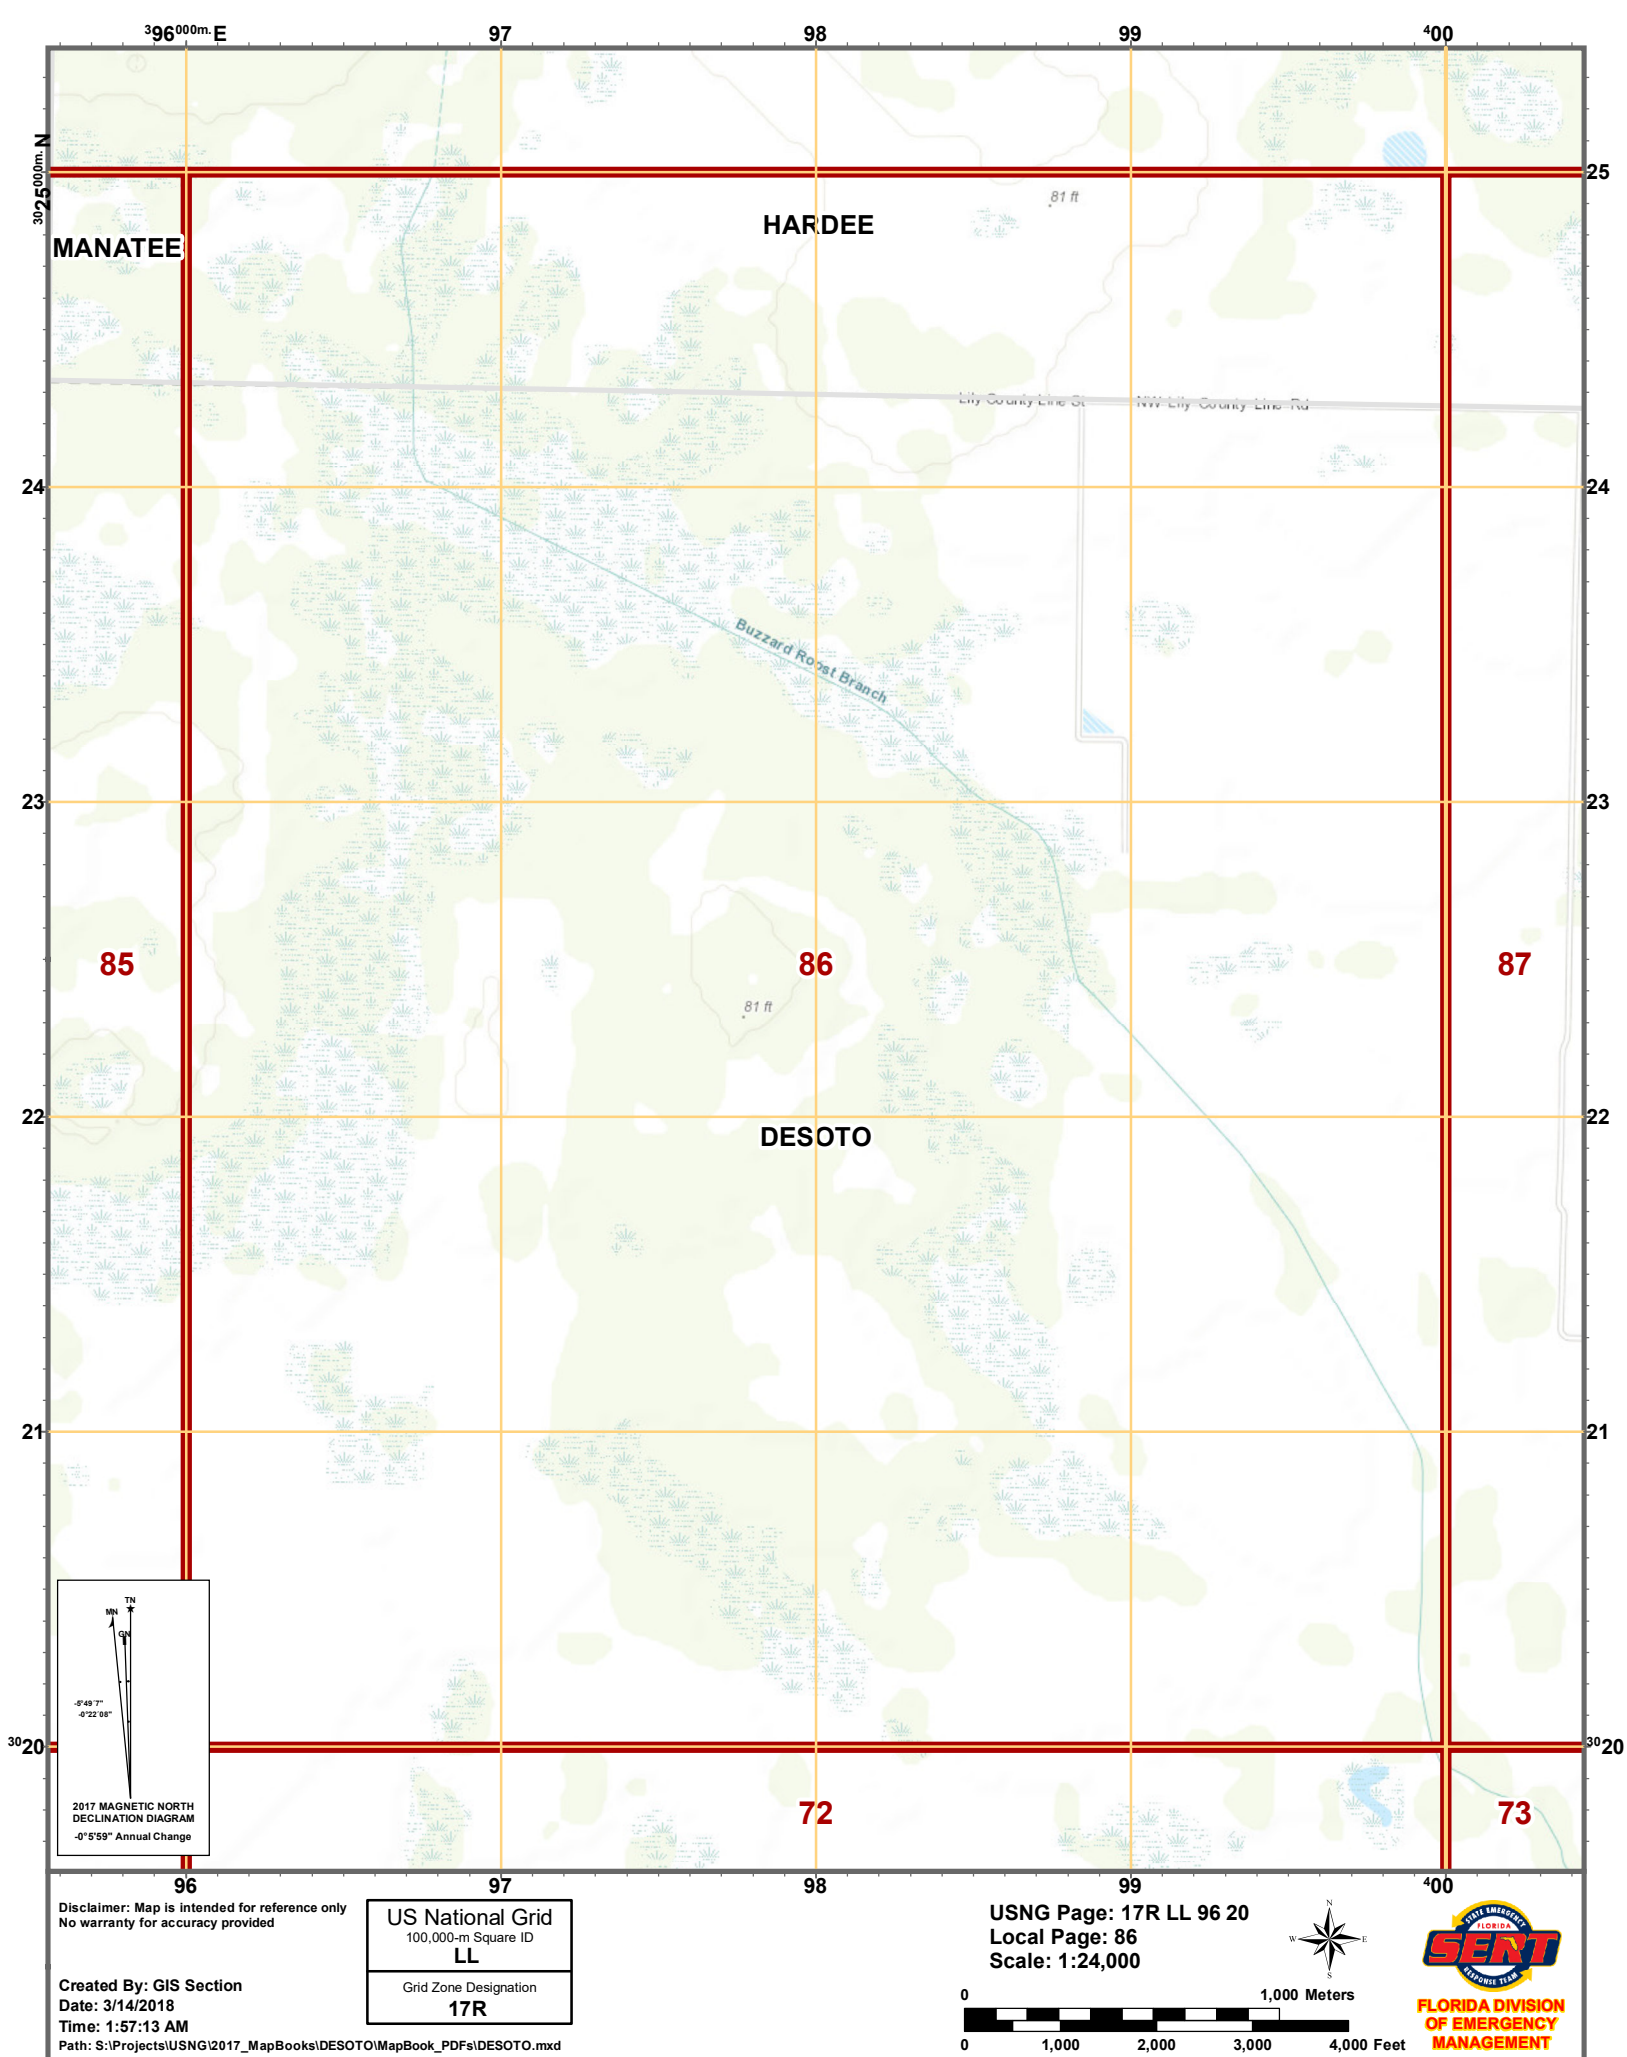 396000m. E 97 98 99 400
3025000m. N
25
HARDEE
81 ft
MANATEE
Lily County Line St NW Lily County Line Rd
24 24
Buzzard Roost Branch
23 23
85 86 87
81 ft
22 22
DESOTO
21 21
TN
MN
GN
-5°49'7"
-0°22'08"
2017 MAGNETIC NORTH
DECLINATION DIAGRAM
-0°5'59" Annual Change
3020 3020
72 73
96 97 98 99 400
Disclaimer: Map is intended for reference only
No warranty for accuracy provided
Created By: GIS Section
Date: 3/14/2018
Time: 1:57:13 AM
Path: S:\Projects\USNG\2017_MapBooks\DESOTO\MapBook_PDFs\DESOTO.mxd
US National Grid
100,000-m Square ID
LL
Grid Zone Designation
17R
USNG Page: 17R LL 96 20
Local Page: 86
Scale: 1:24,000
N
W E
S
0 1,000 Meters
0 1,000 2,000 3,000 4,000 Feet
STATE EMERGENCY
FLORIDA
SERT
RESPONSE TEAM
FLORIDA DIVISION
OF EMERGENCY
MANAGEMENT